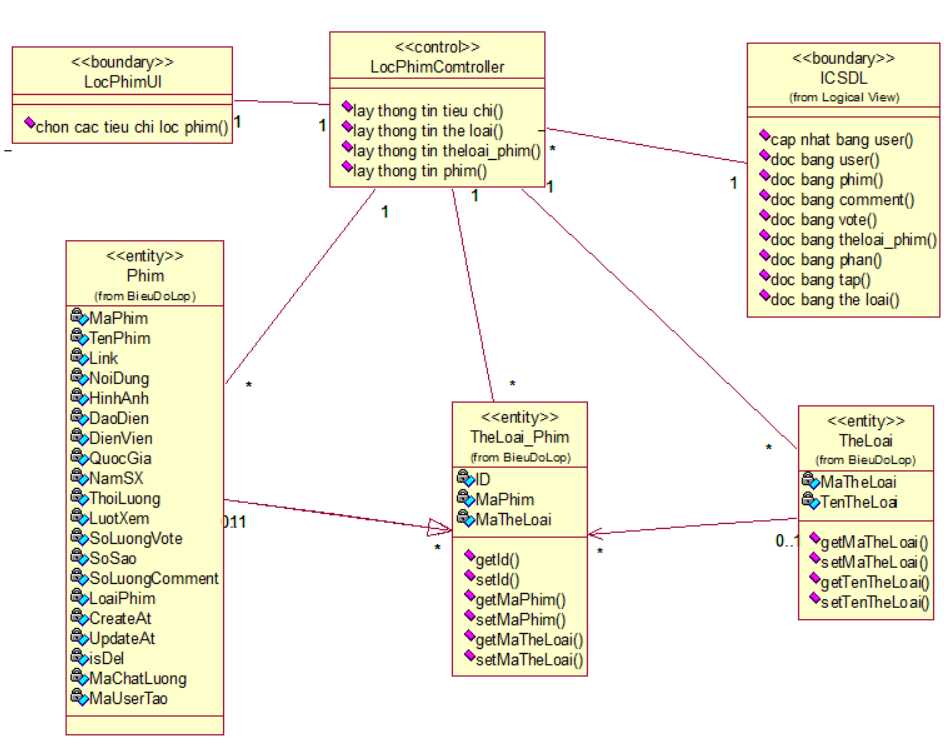 <<boundary>>
LocPhimUI
chon cac tieu chi loc phim()
1
1
<<control>>
LocPhimComtroller
lay thong tin tieu chi()
lay thong tin the loai()
lay thong tin theloai_phim()
lay thong tin phim()
*
1
1
1
1
<<boundary>>
ICSDL
(from Logical View)
cap nhat bang user()
doc bang user()
doc bang phim()
doc bang comment()
doc bang vote()
doc bang theloai_phim()
doc bang phan()
doc bang tap()
doc bang the loai()
<<entity>>
Phim
(from BieuDoLop)
MaPhim
TenPhim
Link
NoiDung
HinhAnh
DaoDien
DienVien
QuocGia
NamSX
ThoiLuong
LuotXem
SoLuongVote
SoSao
SoLuongComment
LoaiPhim
CreateAt
UpdateAt
isDel
MaChatLuong
MaUserTao
*
*
<<entity>>
TheLoai_Phim
(from BieuDoLop)
ID
MaPhim
MaTheLoai
getId()
setId()
getMaPhim()
setMaPhim()
getMaTheLoai()
setMaTheLoai()
*
*
*
0..1
<<entity>>
TheLoai
(from BieuDoLop)
MaTheLoai
TenTheLoai
getMaTheLoai()
setMaTheLoai()
getTenTheLoai()
setTenTheLoai()